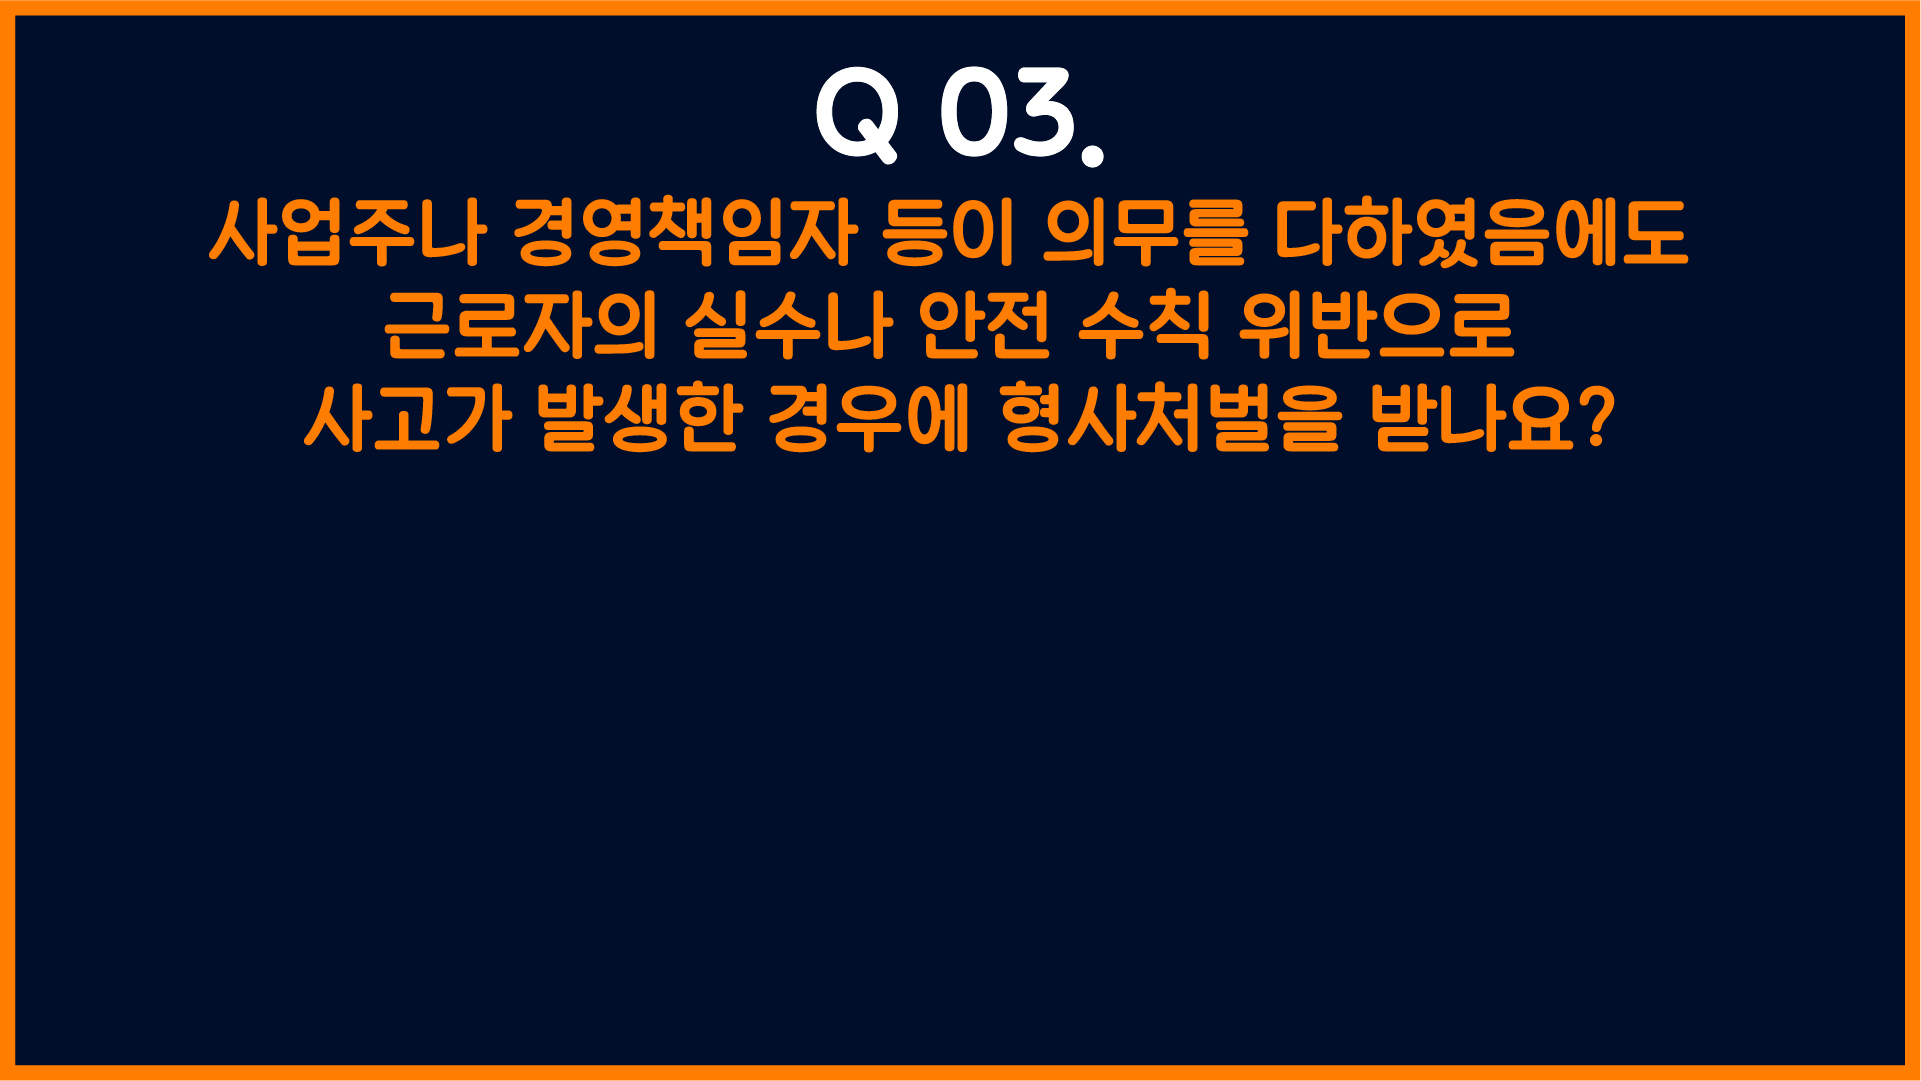 Q 03.
사업주나 경영책임자 등이 의무를 다하였음에도
근로자의 실수나 안전 수칙 위반으로
사고가 발생한 경우에 형사처벌을 받나요?